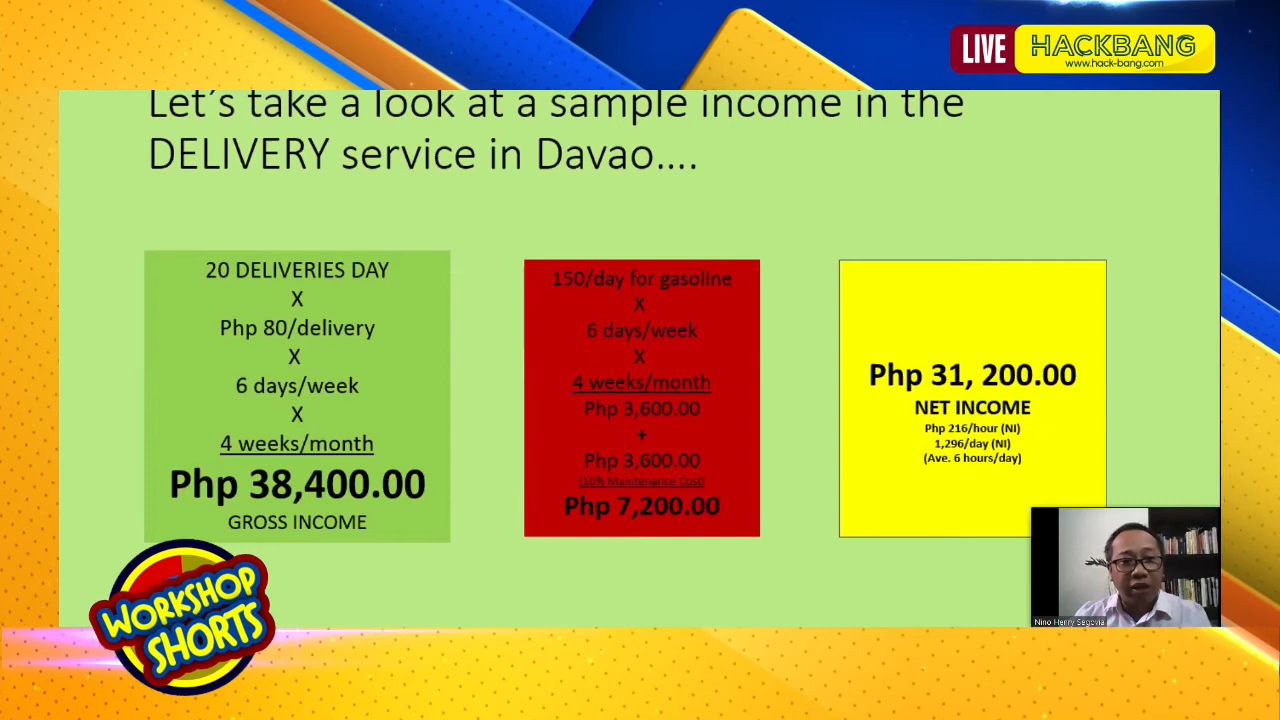 LIVE
HACKBANG
www.hack-bang.com
Let's take a look at a sample income in the
DELIVERY service in Davao....
20 DELIVERIES DAY
X
Php 80/delivery
X
6 days/week
X
4 weeks/month
Php 38,400.00
GROSS INCOME
150/day for gasoline
X
6 days/week
X
4 weeks/month
Php 3,600.00
+
Php 3,600.00
(10% Maintenance Cost)
Php 7,200.00
Php 31, 200.00
NET INCOME
Php 216/hour (NI)
1,296/day (NI)
(Ave. 6 hours/day)
WORKSHOP
SHORTS
Nino Henry Segovia